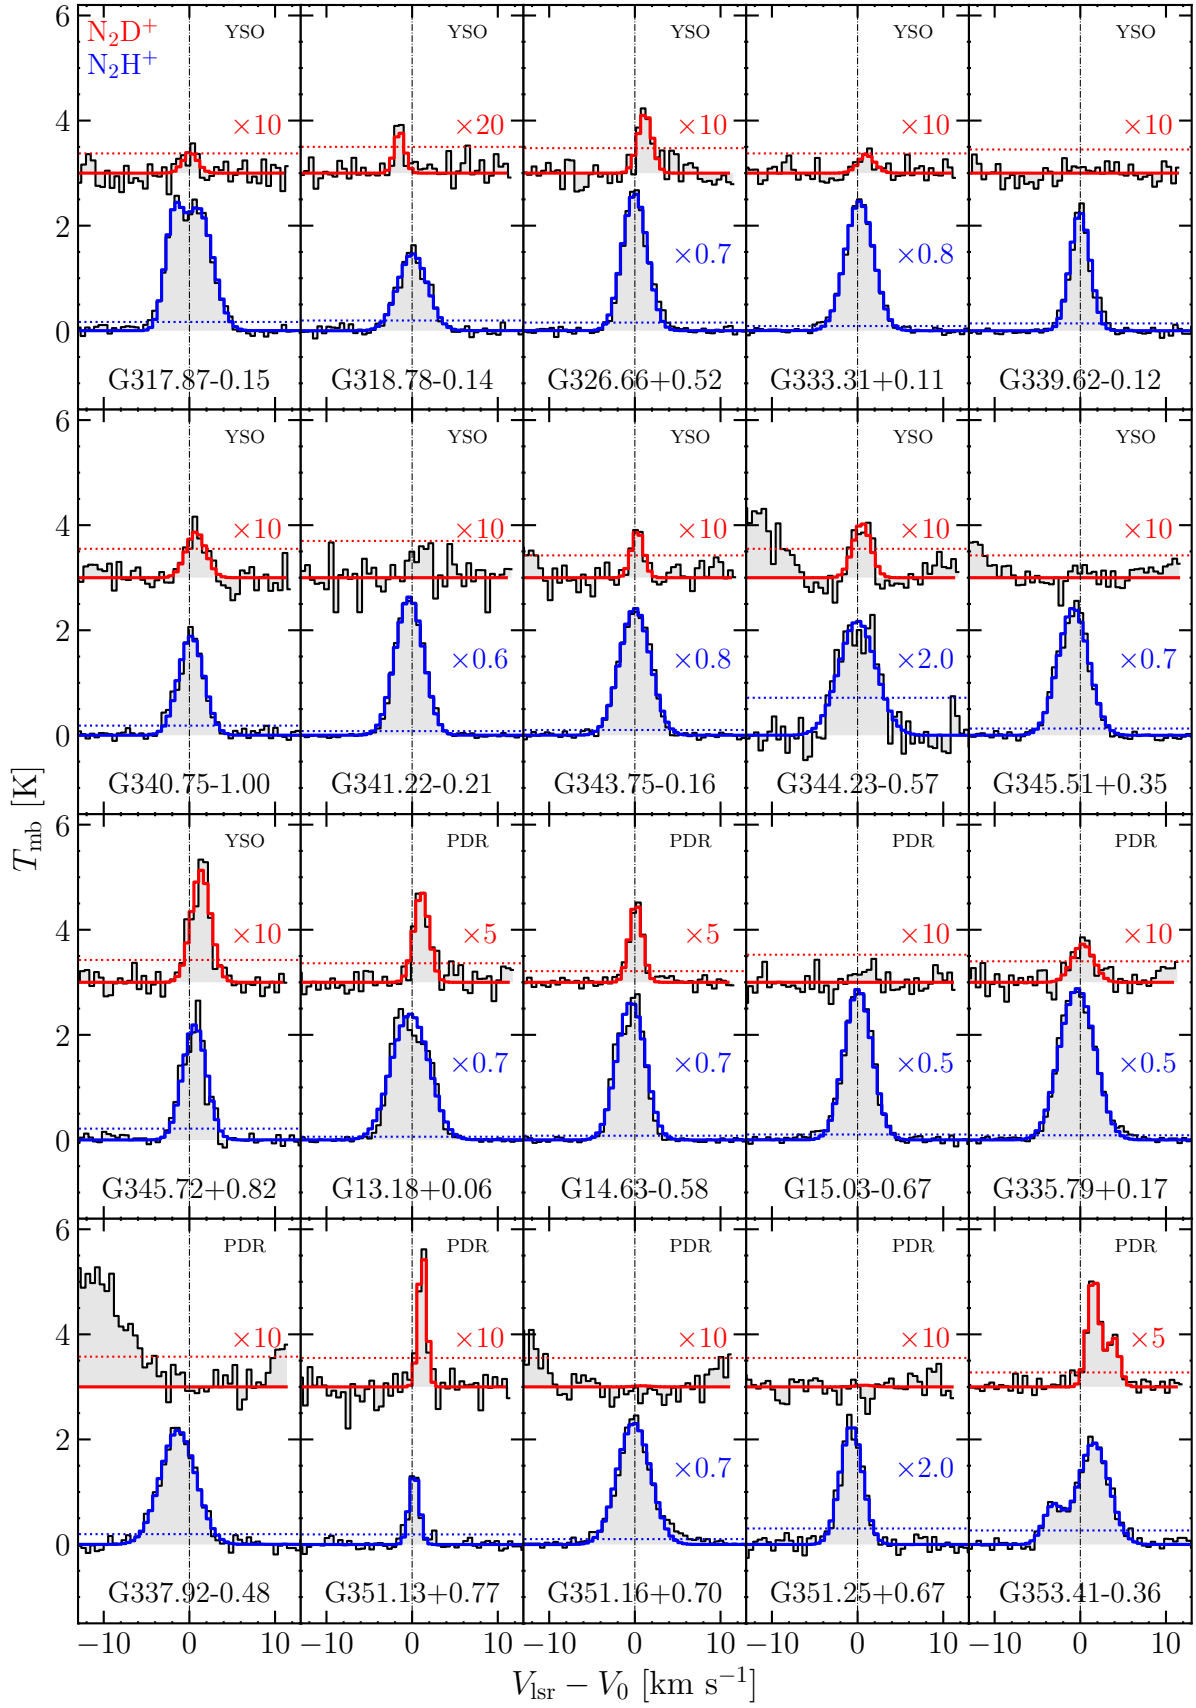 6
N₂D⁺
N₂H⁺
YSO YSO YSO YSO YSO
4
×10 ×20 ×10 ×10 ×10
2
×0.7 ×0.8
0
G317.87-0.15 G318.78-0.14 G326.66+0.52 G333.31+0.11 G339.62-0.12
6
YSO YSO YSO YSO YSO
4
×10 ×10 ×10 ×10 ×10
2
×0.6 ×0.8 ×2.0 ×0.7
0
G340.75-1.00 G341.22-0.21 G343.75-0.16 G344.23-0.57 G345.51+0.35
6
YSO PDR PDR PDR PDR
4
×10 ×5 ×5 ×10 ×10
2
×0.7 ×0.7 ×0.5 ×0.5
0
G345.72+0.82 G13.18+0.06 G14.63-0.58 G15.03-0.67 G335.79+0.17
6
PDR PDR PDR PDR PDR
4
×10 ×10 ×10 ×10 ×5
2
×0.7 ×2.0
0
G337.92-0.48 G351.13+0.77 G351.16+0.70 G351.25+0.67 G353.41-0.36
−10 0 10 0 10 0 10 0 10 0 10
T_mb [K]
V_lsr − V₀ [km s⁻¹]